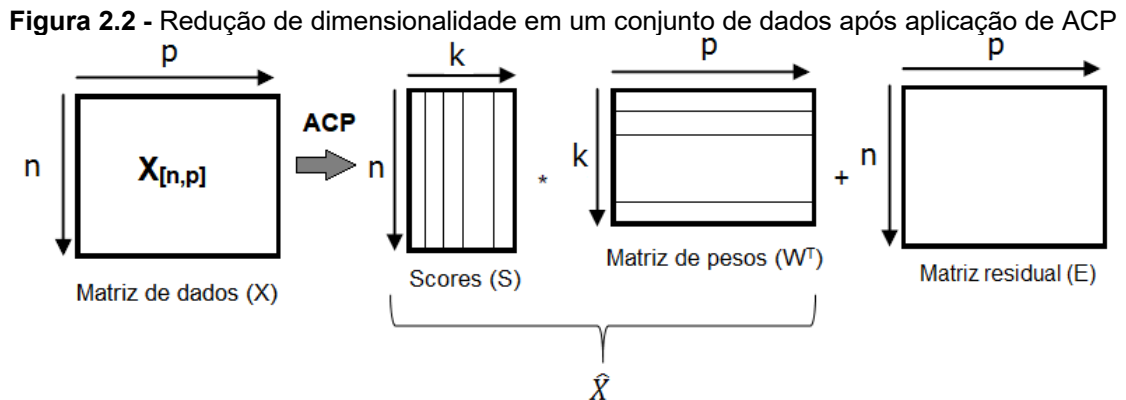 Figura 2.2 - Redução de dimensionalidade em um conjunto de dados após aplicação de ACP
p
k
p
p
n
X[n,p]
ACP
n
*
k
+
n
Matriz de dados (X)
Scores (S)
Matriz de pesos (Wᵀ)
Matriz residual (E)
X̂